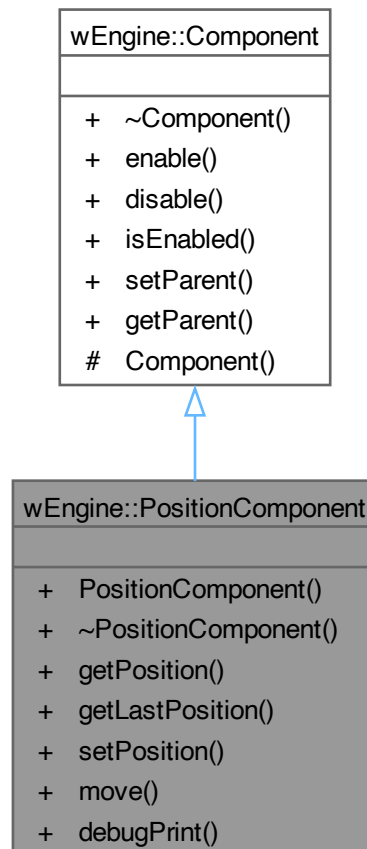 wEngine::Component
+ ~Component()
+ enable()
+ disable()
+ isEnabled()
+ setParent()
+ getParent()
# Component()
wEngine::PositionComponent
+ PositionComponent()
+ ~PositionComponent()
+ getPosition()
+ getLastPosition()
+ setPosition()
+ move()
+ debugPrint()